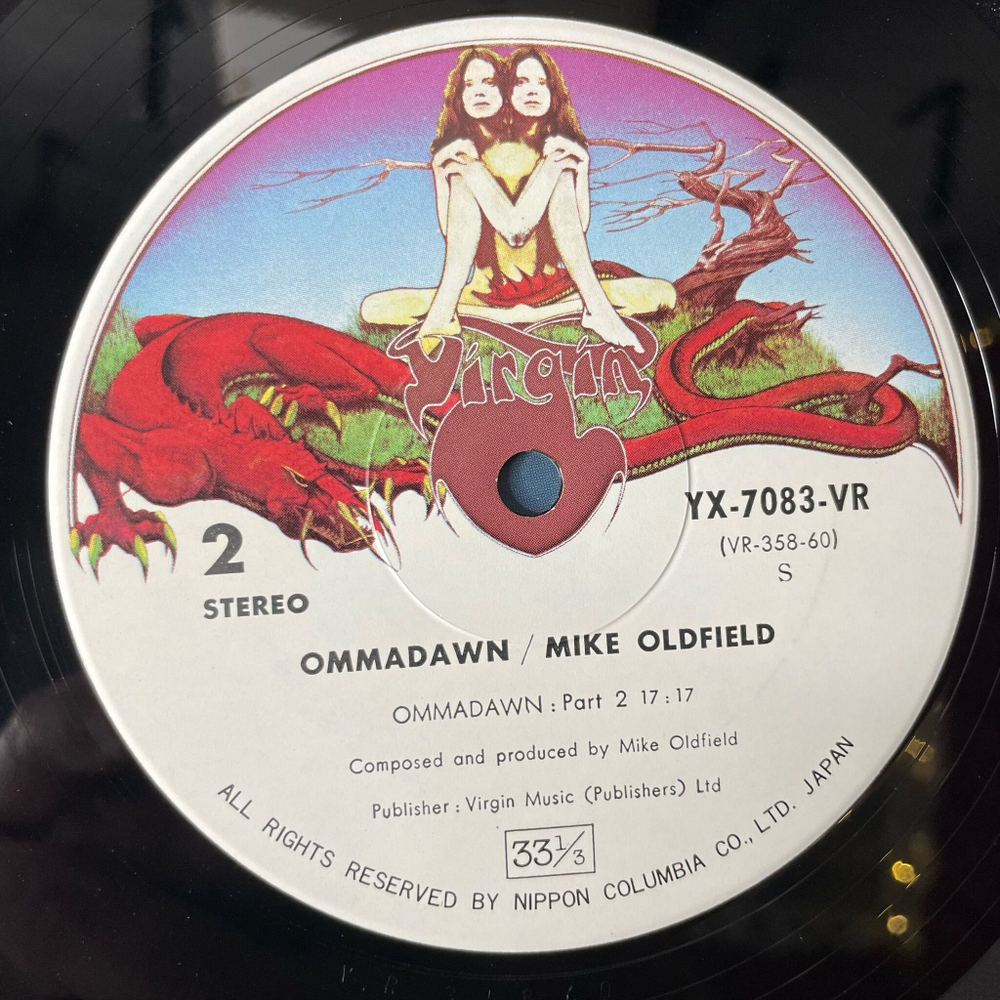 Virgin
2
STEREO
YX-7083-VR
(VR-358-60)
S
OMMADAWN / MIKE OLDFIELD
OMMADAWN : Part 2 17 : 17
Composed and produced by Mike Oldfield
Publisher : Virgin Music (Publishers) Ltd
33 1/3
ALL RIGHTS RESERVED BY NIPPON COLUMBIA CO., LTD. JAPAN